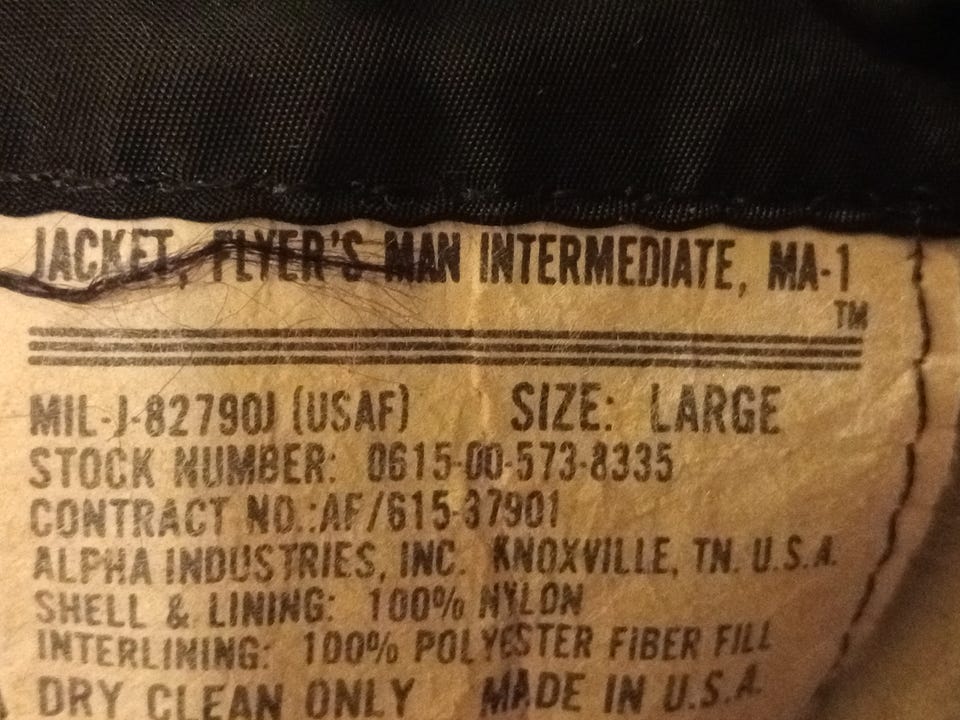 JACKET, FLYER'S MAN INTERMEDIATE, MA-1
TM
MIL-J-82790J (USAF) SIZE: LARGE
STOCK NUMBER: 0615-00-573-8335
CONTRACT NO.:AF/615-37901
ALPHA INDUSTRIES, INC. KNOXVILLE, TN. U.S.A.
SHELL & LINING: 100% NYLON
INTERLINING: 100% POLYESTER FIBER FILL
DRY CLEAN ONLY MADE IN U.S.A.